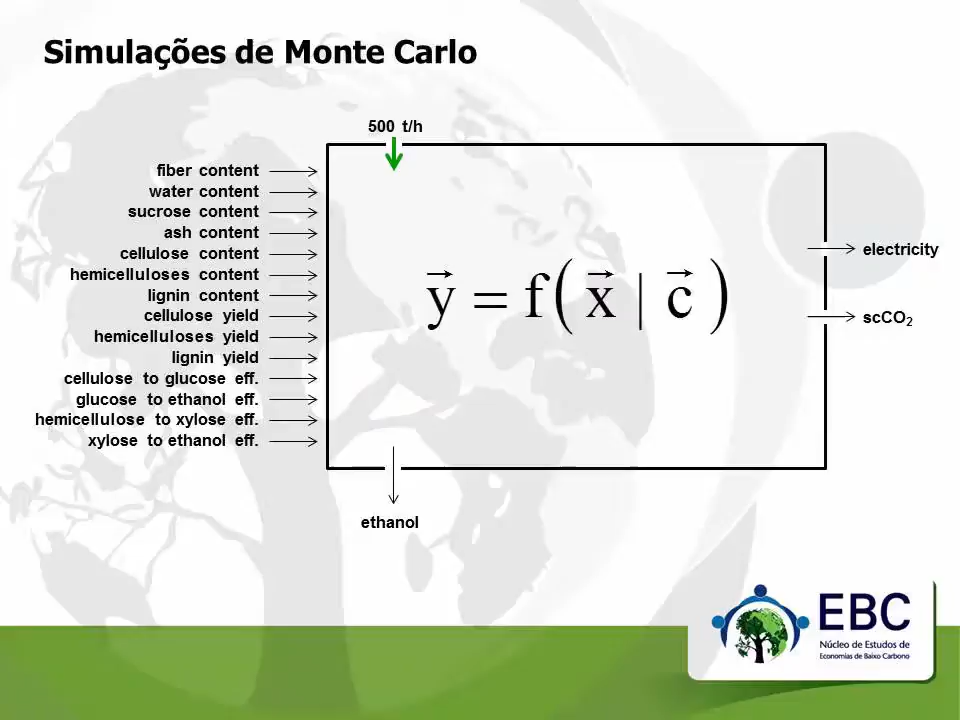 Simulações de Monte Carlo
500 t/h
fiber content
water content
sucrose content
ash content
cellulose content
hemicelluloses content
lignin content
cellulose yield
hemicelluloses yield
lignin yield
cellulose to glucose eff.
glucose to ethanol eff.
hemicellulose to xylose eff.
xylose to ethanol eff.
y⃗ = f( x⃗ | c⃗ )
electricity
scCO₂
ethanol
EBC
Núcleo de Estudos de
Economias de Baixo Carbono